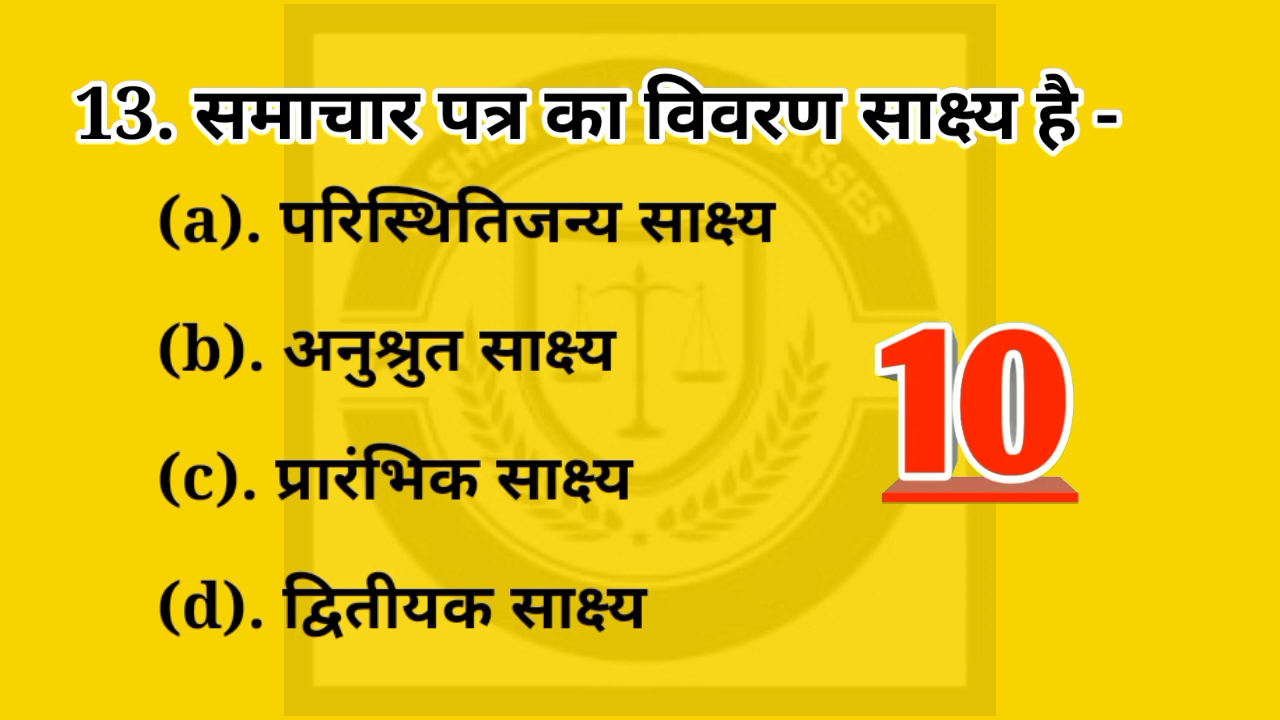 13. समाचार पत्र का विवरण साक्ष्य है -
(a). परिस्थितिजन्य साक्ष्य
(b). अनुश्रुत साक्ष्य
10
(c). प्रारंभिक साक्ष्य
(d). द्वितीयक साक्ष्य